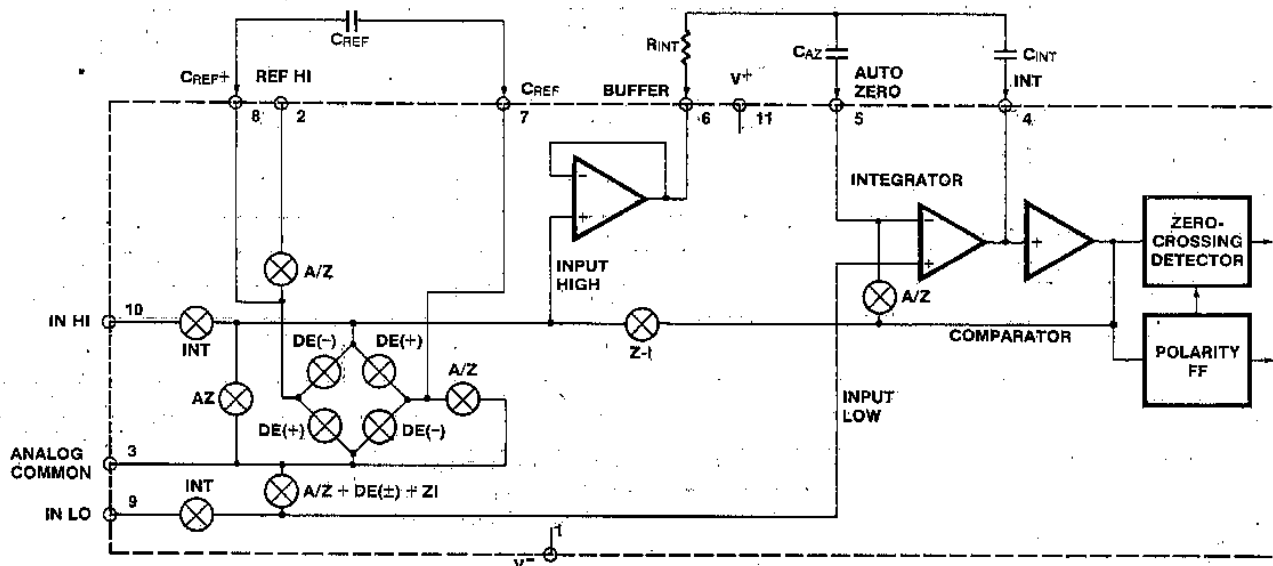 CREF
RINT
CAZ
CINT
CREF+
REF HI
CREF
BUFFER
V+
AUTO
ZERO
INT
8
2
7
6
11
5
4
INTEGRATOR
ZERO-
CROSSING
DETECTOR
A/Z
INPUT
HIGH
A/Z
10
IN HI
INT
Z-I
COMPARATOR
POLARITY
FF
DE(-)
DE(+)
A/Z
AZ
INPUT
LOW
DE(+)
DE(-)
ANALOG
COMMON
3
INT
A/Z + DE(±) + ZI
9
IN LO
1
V-